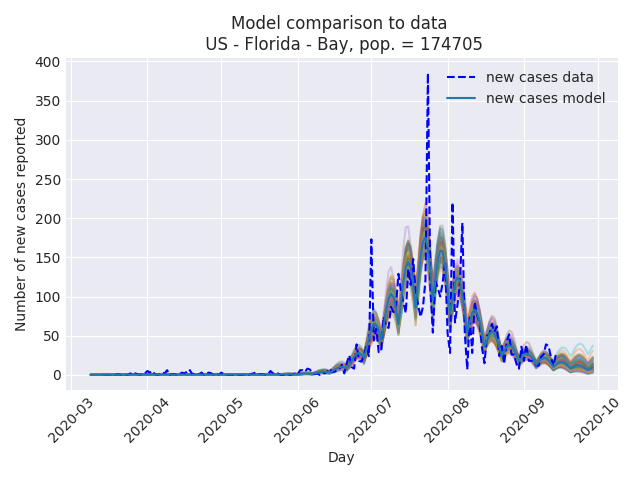 Model comparison to data
US - Florida - Bay, pop. = 174705
new cases data
new cases model
Number of new cases reported
400
350
300
250
200
150
100
50
0
2020-03
2020-04
2020-05
2020-06
2020-07
2020-08
2020-09
2020-10
Day